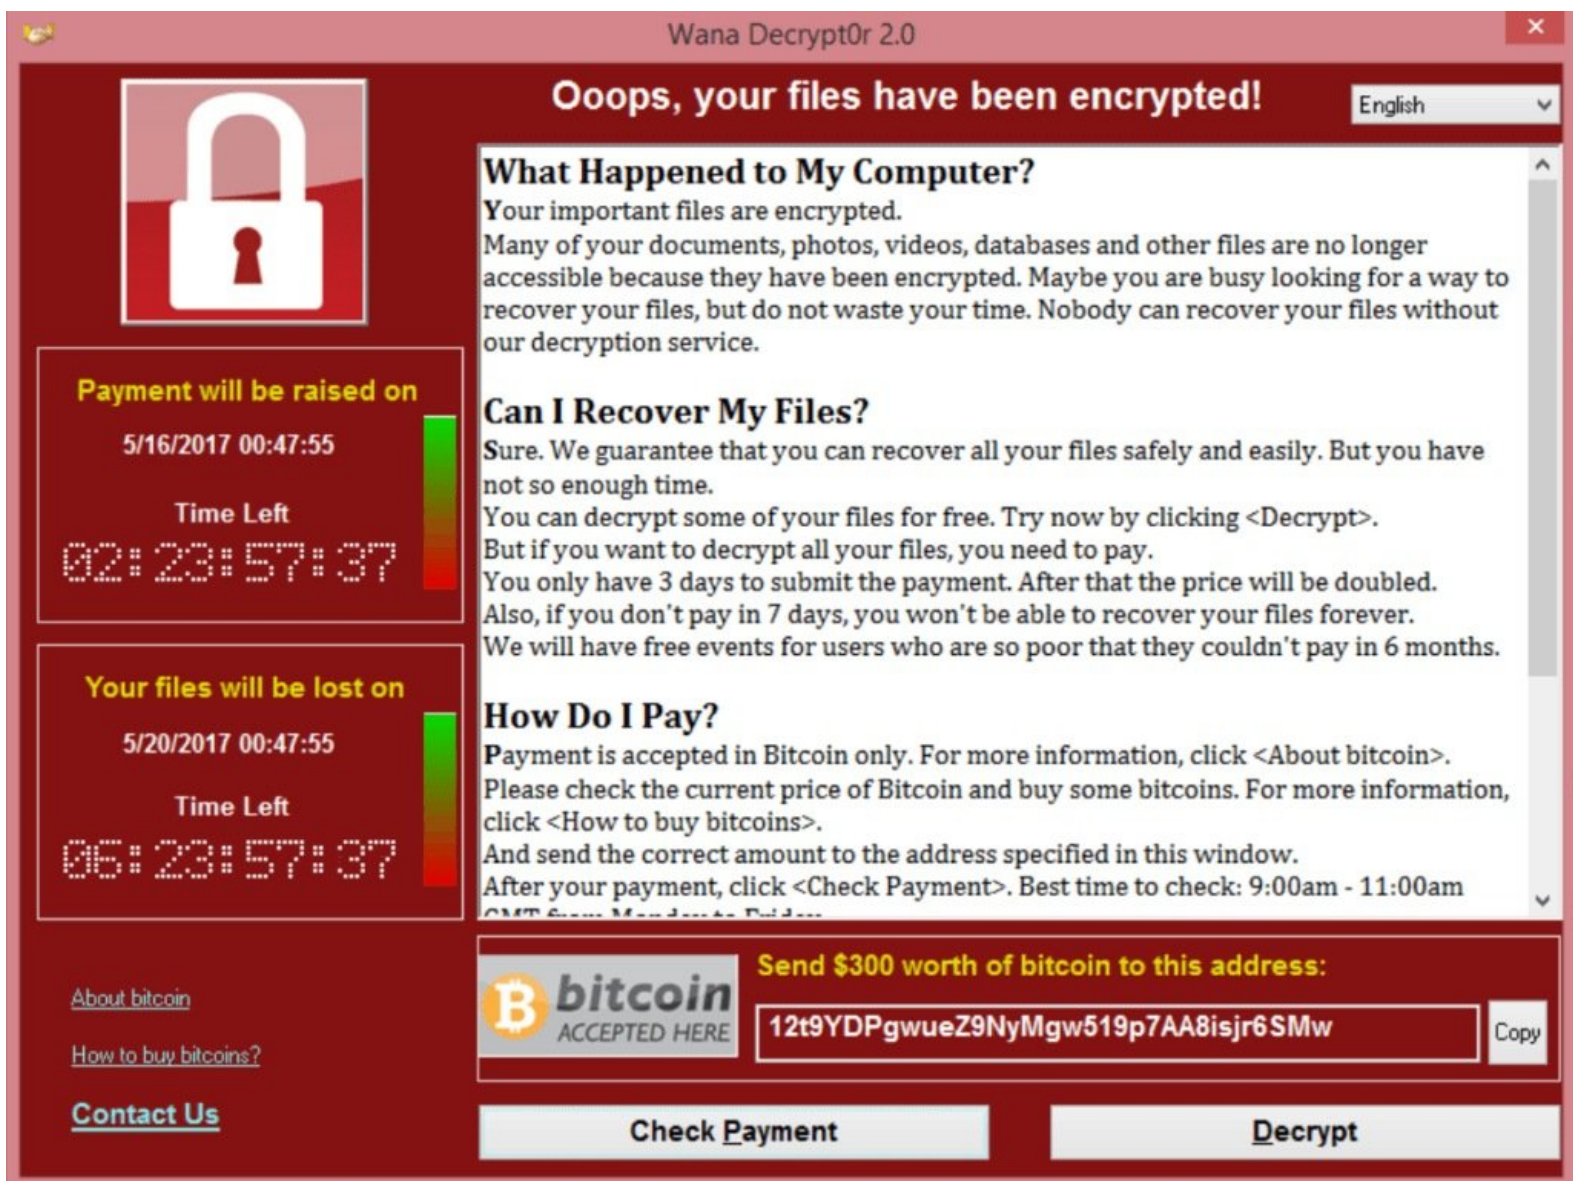 Wana Decrypt0r 2.0
Ooops, your files have been encrypted!
English
What Happened to My Computer?
Your important files are encrypted.
Many of your documents, photos, videos, databases and other files are no longer
accessible because they have been encrypted. Maybe you are busy looking for a way to
recover your files, but do not waste your time. Nobody can recover your files without
our decryption service.
Can I Recover My Files?
Sure. We guarantee that you can recover all your files safely and easily. But you have
not so enough time.
You can decrypt some of your files for free. Try now by clicking <Decrypt>.
But if you want to decrypt all your files, you need to pay.
You only have 3 days to submit the payment. After that the price will be doubled.
Also, if you don't pay in 7 days, you won't be able to recover your files forever.
We will have free events for users who are so poor that they couldn't pay in 6 months.
How Do I Pay?
Payment is accepted in Bitcoin only. For more information, click <About bitcoin>.
Please check the current price of Bitcoin and buy some bitcoins. For more information,
click <How to buy bitcoins>.
And send the correct amount to the address specified in this window.
After your payment, click <Check Payment>. Best time to check: 9:00am - 11:00am
GMT from Monday to Friday.
Payment will be raised on
5/16/2017 00:47:55
Time Left
02:23:57:37
Your files will be lost on
5/20/2017 00:47:55
Time Left
06:23:57:37
About bitcoin
How to buy bitcoins?
Contact Us
bitcoin
ACCEPTED HERE
Send $300 worth of bitcoin to this address:
12t9YDPgwueZ9NyMgw519p7AA8isjr6SMw
Copy
Check Payment
Decrypt